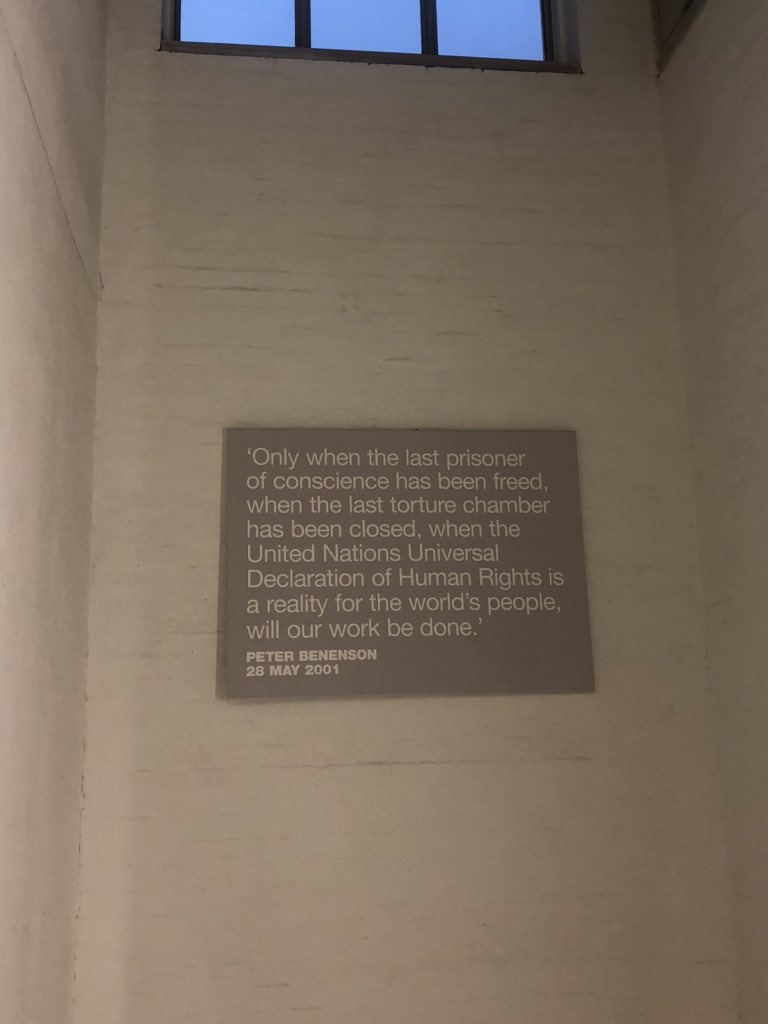 ‘Only when the last prisoner
of conscience has been freed,
when the last torture chamber
has been closed, when the
United Nations Universal
Declaration of Human Rights is
a reality for the world’s people,
will our work be done.’
PETER BENENSON
28 MAY 2001